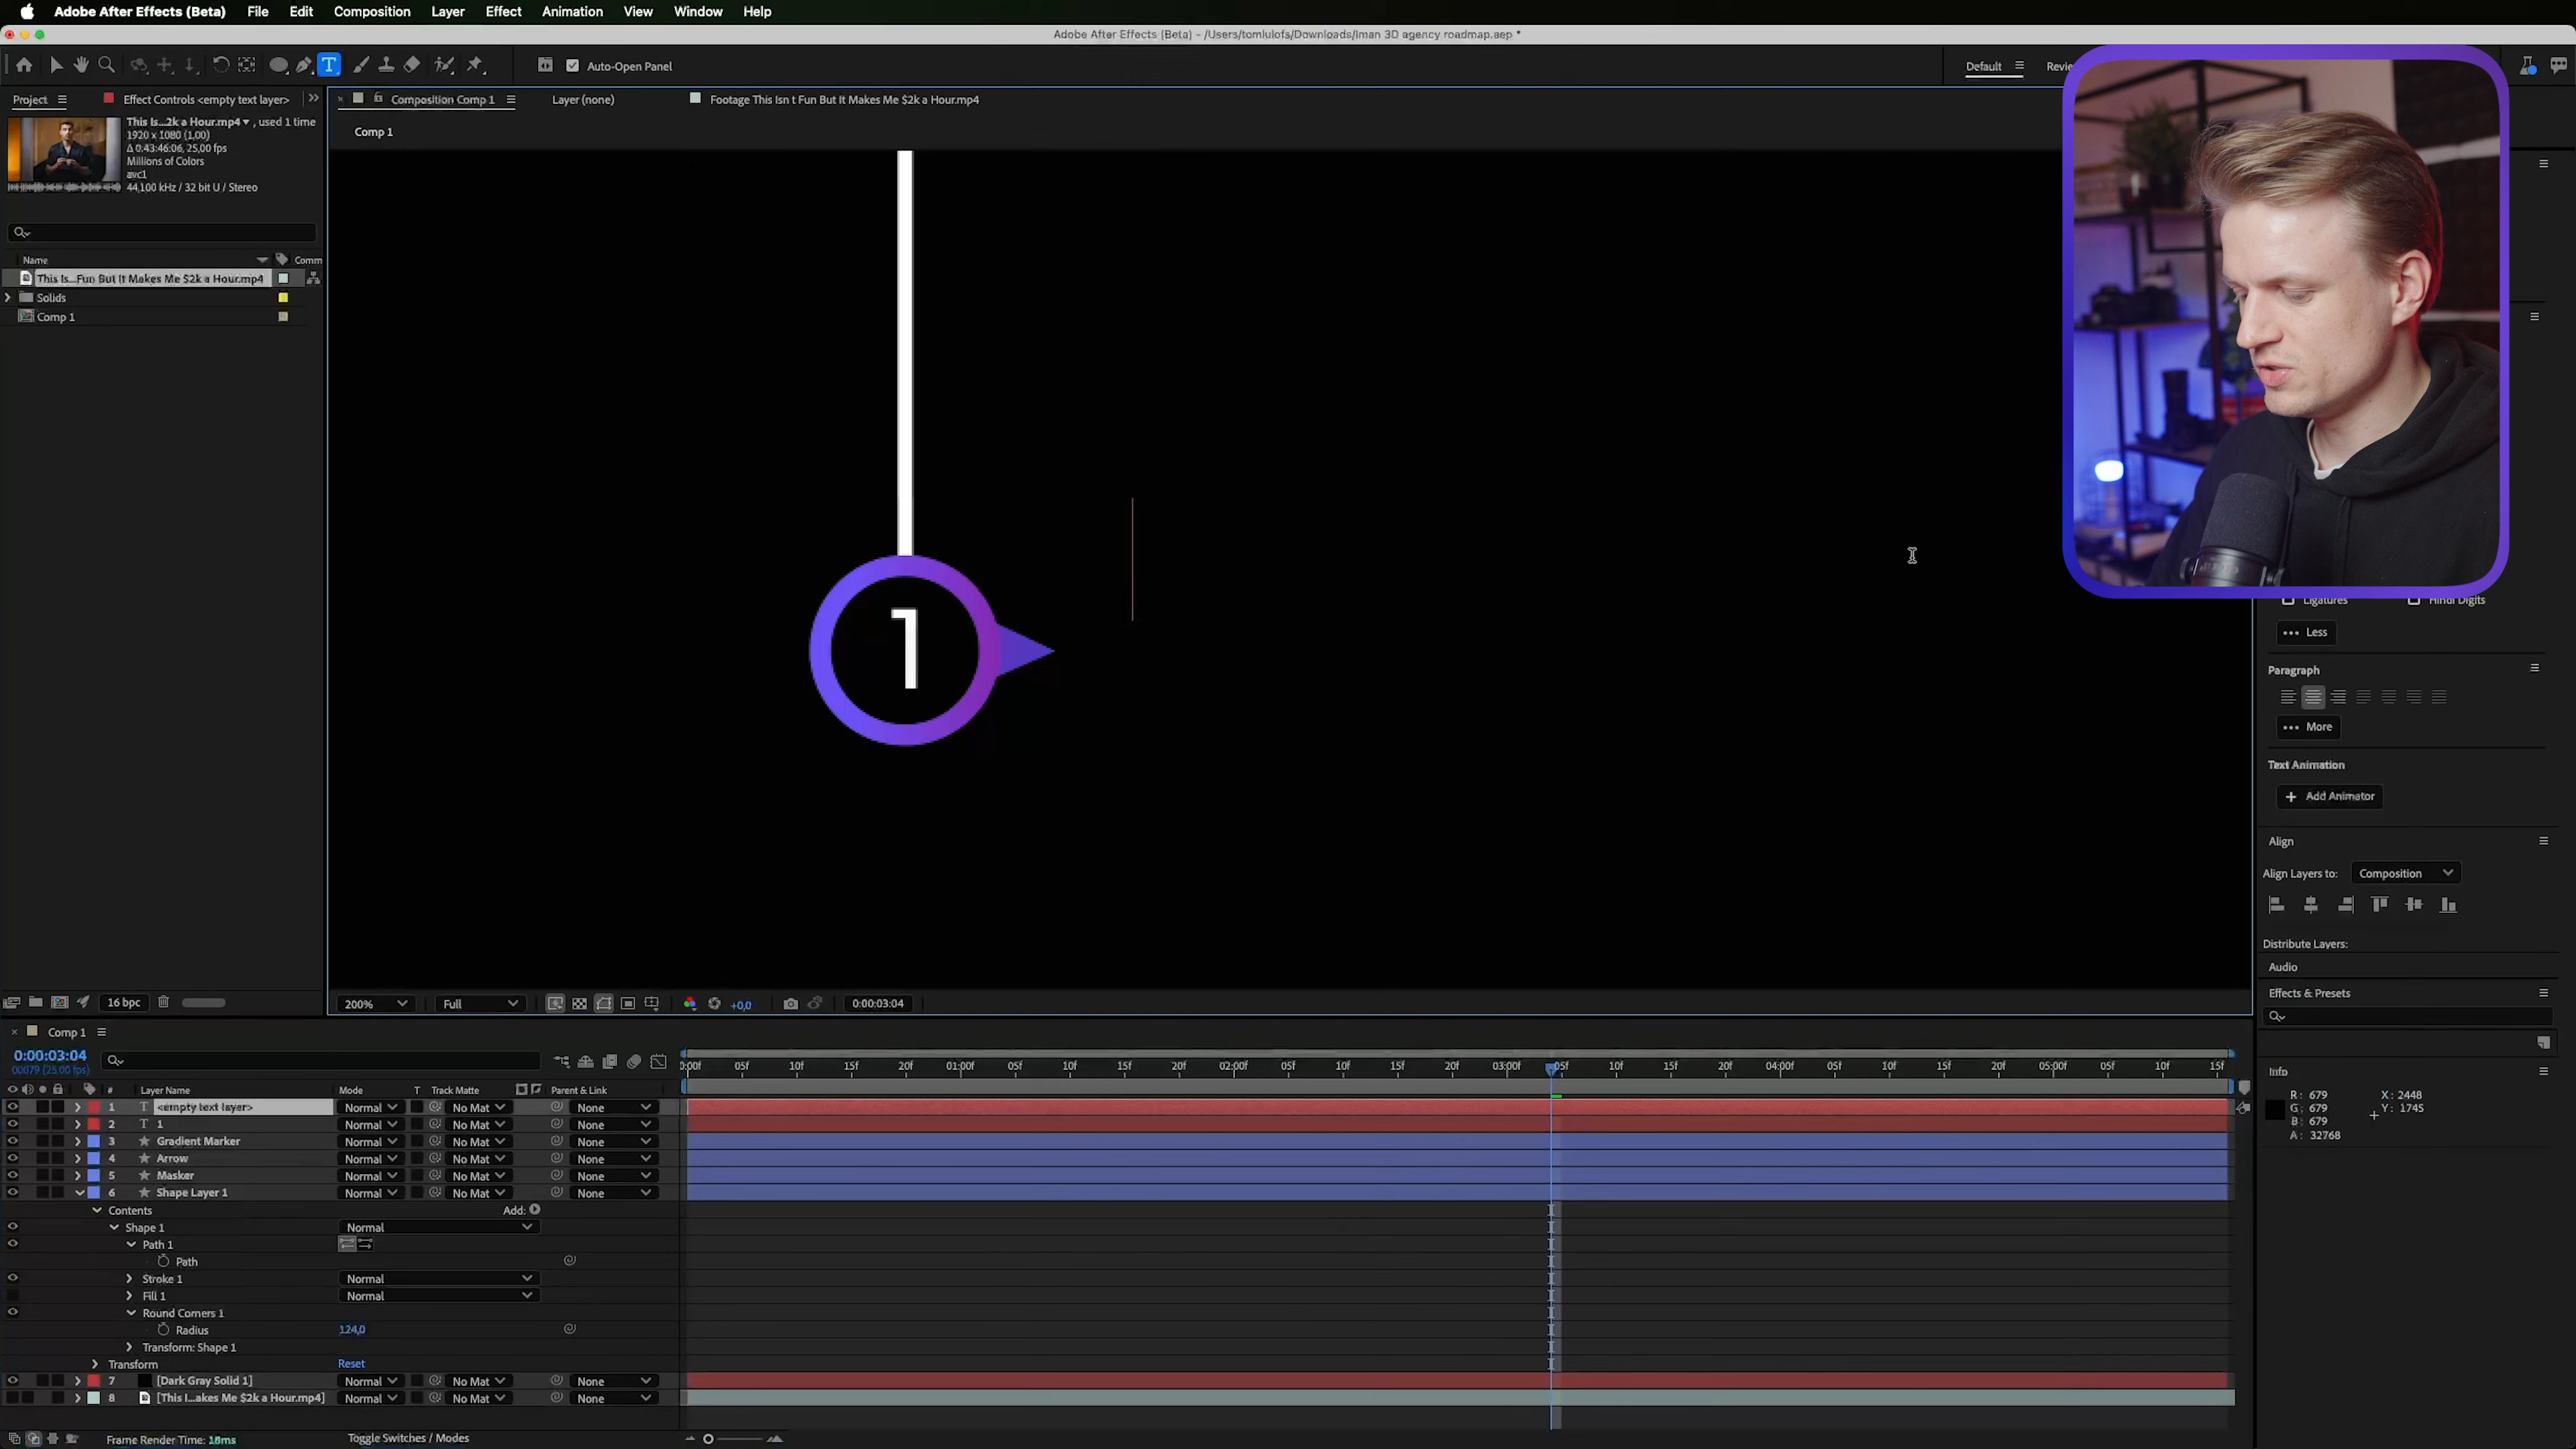 Adobe After Effects (Beta) File Edit Composition Layer Effect Animation View Window Help
Adobe After Effects (Beta) - /Users/tomlulofs/Downloads/Iman 3D agency roadmap.aep *
T Auto-Open Panel Default
Project Effect Controls <empty text layer> »
This Is...2k a Hour.mp4 , used 1 time
1920 x 1080 (1,00)
Δ 0:43:46:06, 25,00 fps
Millions of Colors
avc1
44,100 kHz / 32 bit U / Stereo
Name Comm
This Is...Fun But It Makes Me $2k a Hour.mp4
Solids
Comp 1
16 bpc
Composition Comp 1 Layer (none) Footage This Isn t Fun But It Makes Me $2k a Hour.mp4
Comp 1
1
200% Full +0,0 0:00:03:04
Ligatures Hindi Digits
Less
Paragraph
More
Text Animation
Add Animator
Align
Align Layers to: Composition
Distribute Layers:
Audio
Effects & Presets
Info
R: 679 X: 2448
G: 679 Y: 1745
B: 679
A: 32768
Comp 1
0:00:03:04
00079 (25.00 fps)
0:00f 05f 10f 15f 20f 01:00f 05f 10f 15f 20f 02:00f 05f 10f 15f 20f 03:00f 05f 10f 15f 20f 04:00f 05f 10f 15f 20f 05:00f 05f 10f 15f
# Layer Name Mode T Track Matte Parent & Link
1 T <empty text layer> Normal No Mat None
2 T 1 Normal No Mat None
3 Gradient Marker Normal No Mat None
4 Arrow Normal No Mat None
5 Masker Normal No Mat None
6 Shape Layer 1 Normal No Mat None
Contents Add:
Shape 1 Normal
Path 1
Path
Stroke 1 Normal
Fill 1 Normal
Round Corners 1
Radius 124,0
Transform: Shape 1
Transform Reset
7 [Dark Gray Solid 1] Normal No Mat None
8 [This I...akes Me $2k a Hour.mp4] Normal No Mat None
Frame Render Time: 18ms Toggle Switches / Modes